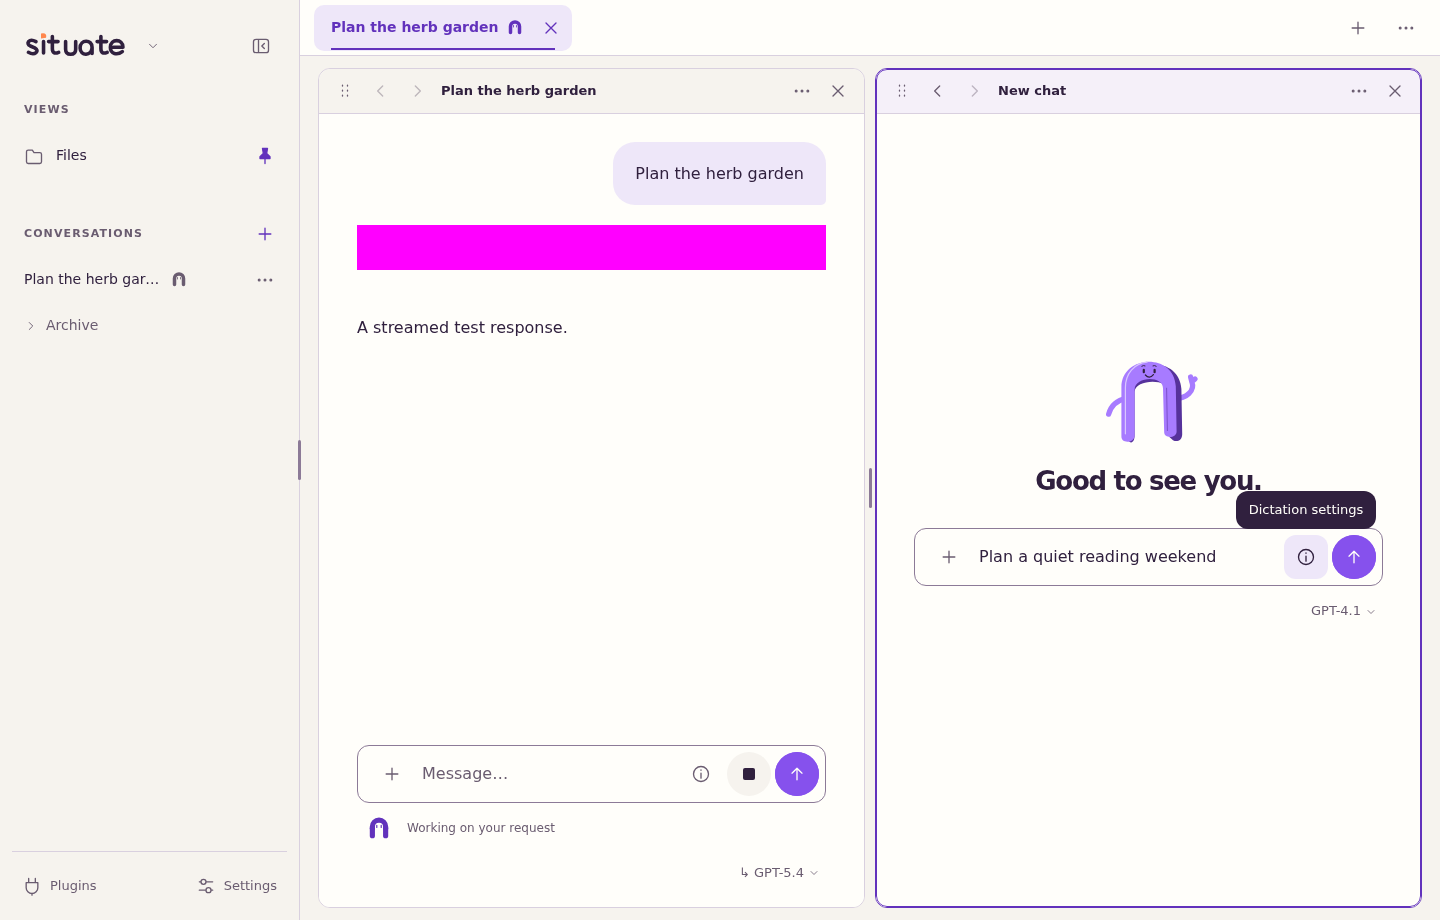 situate
VIEWS
Files
CONVERSATIONS
Plan the herb gar...
Archive
Plugins
Settings
Plan the herb garden
Plan the herb garden
Plan the herb garden
A streamed test response.
Message...
Working on your request
↳ GPT-5.4
New chat
Good to see you.
Dictation settings
Plan a quiet reading weekend
GPT-4.1